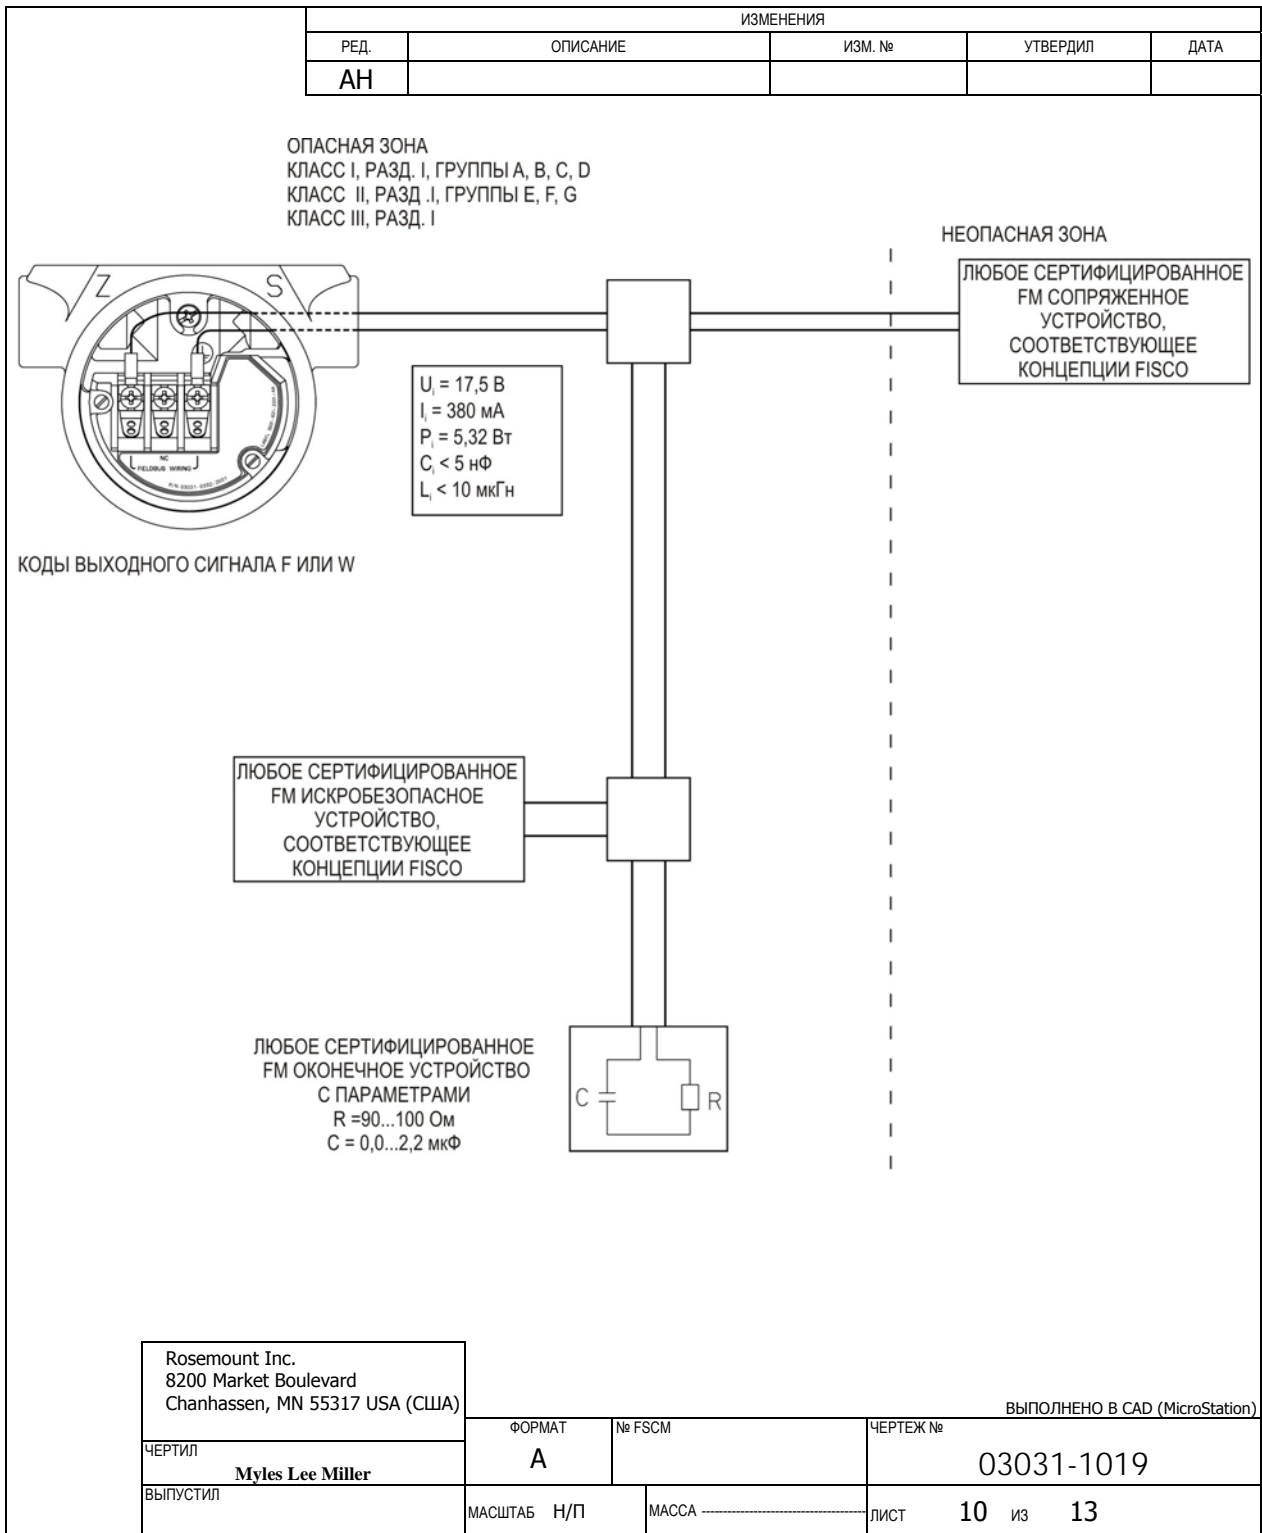 ИЗМЕНЕНИЯ
РЕД. ОПИСАНИЕ ИЗМ. № УТВЕРДИЛ ДАТА
AH
ОПАСНАЯ ЗОНА
КЛАСС I, РАЗД. I, ГРУППЫ A, B, C, D
КЛАСС II, РАЗД .I, ГРУППЫ E, F, G
КЛАСС III, РАЗД. I
НЕОПАСНАЯ ЗОНА
ЛЮБОЕ СЕРТИФИЦИРОВАННОЕ
FM СОПРЯЖЕННОЕ
УСТРОЙСТВО,
СООТВЕТСТВУЮЩЕЕ
КОНЦЕПЦИИ FISCO
Z S
NC
FIELDBUS WIRING
Ui = 17,5 В
Ii = 380 мА
Pi = 5,32 Вт
Ci < 5 нФ
Li < 10 мкГн
КОДЫ ВЫХОДНОГО СИГНАЛА F ИЛИ W
ЛЮБОЕ СЕРТИФИЦИРОВАННОЕ
FM ИСКРОБЕЗОПАСНОЕ
УСТРОЙСТВО,
СООТВЕТСТВУЮЩЕЕ
КОНЦЕПЦИИ FISCO
ЛЮБОЕ СЕРТИФИЦИРОВАННОЕ
FM ОКОНЕЧНОЕ УСТРОЙСТВО
С ПАРАМЕТРАМИ
R =90...100 Ом
C = 0,0...2,2 мкФ
C R
Rosemount Inc.
8200 Market Boulevard
Chanhassen, MN 55317 USA (США)
ВЫПОЛНЕНО В CAD (MicroStation)
ЧЕРТИЛ
Myles Lee Miller
ФОРМАТ
A
№ FSCM
ЧЕРТЕЖ №
03031-1019
ВЫПУСТИЛ
МАСШТАБ Н/П
МАССА ---------------------------------------
ЛИСТ 10 ИЗ 13